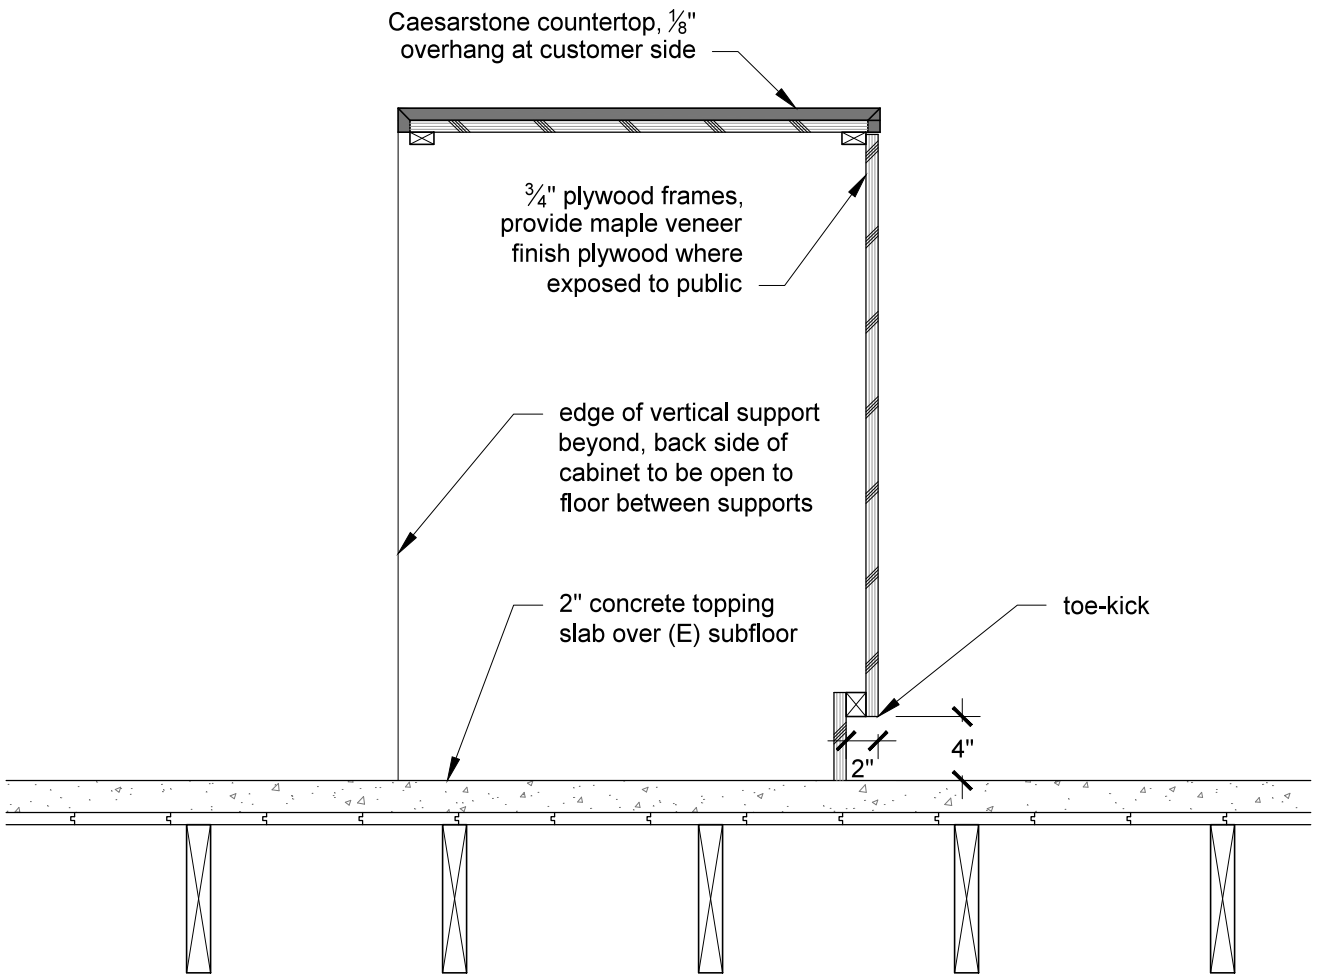 Caesarstone countertop, ⅛"
overhang at customer side
¾" plywood frames,
provide maple veneer
finish plywood where
exposed to public
edge of vertical support
beyond, back side of
cabinet to be open to
floor between supports
2" concrete topping
slab over (E) subfloor
toe-kick
4"
2"